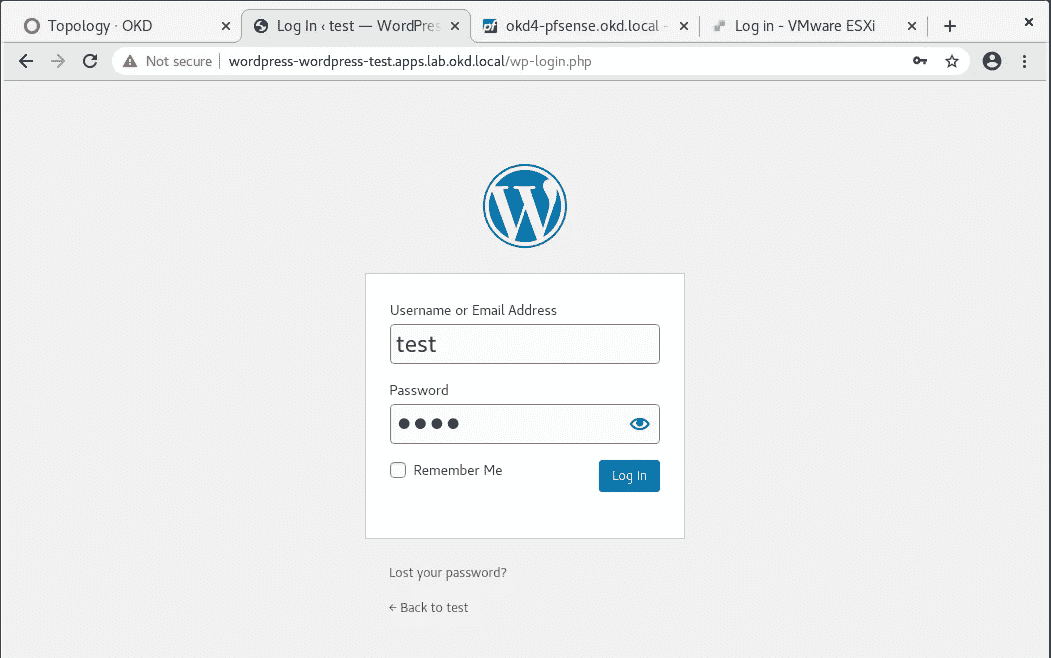 Topology · OKD
Log In ‹ test — WordPres
okd4-pfsense.okd.local -
Log in - VMware ESXi
Not secure
wordpress-wordpress-test.apps.lab.okd.local/wp-login.php
Username or Email Address
test
Password
Remember Me
Log In
Lost your password?
← Back to test